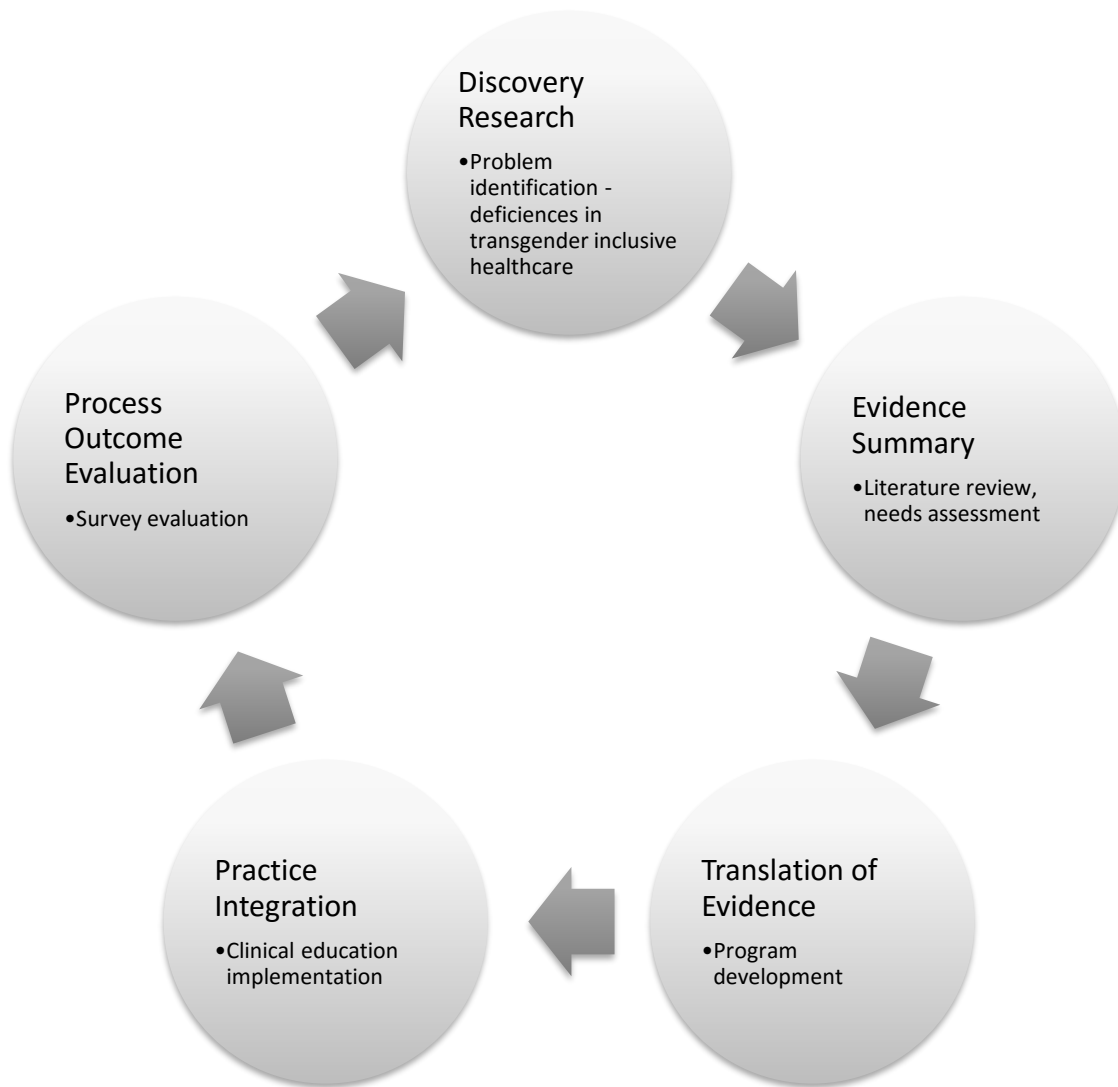 Discovery
Research
•Problem
identification -
deficiences in
transgender inclusive
healthcare
Evidence
Summary
•Literature review,
needs assessment
Translation of
Evidence
•Program
development
Practice
Integration
•Clinical education
implementation
Process
Outcome
Evaluation
•Survey evaluation